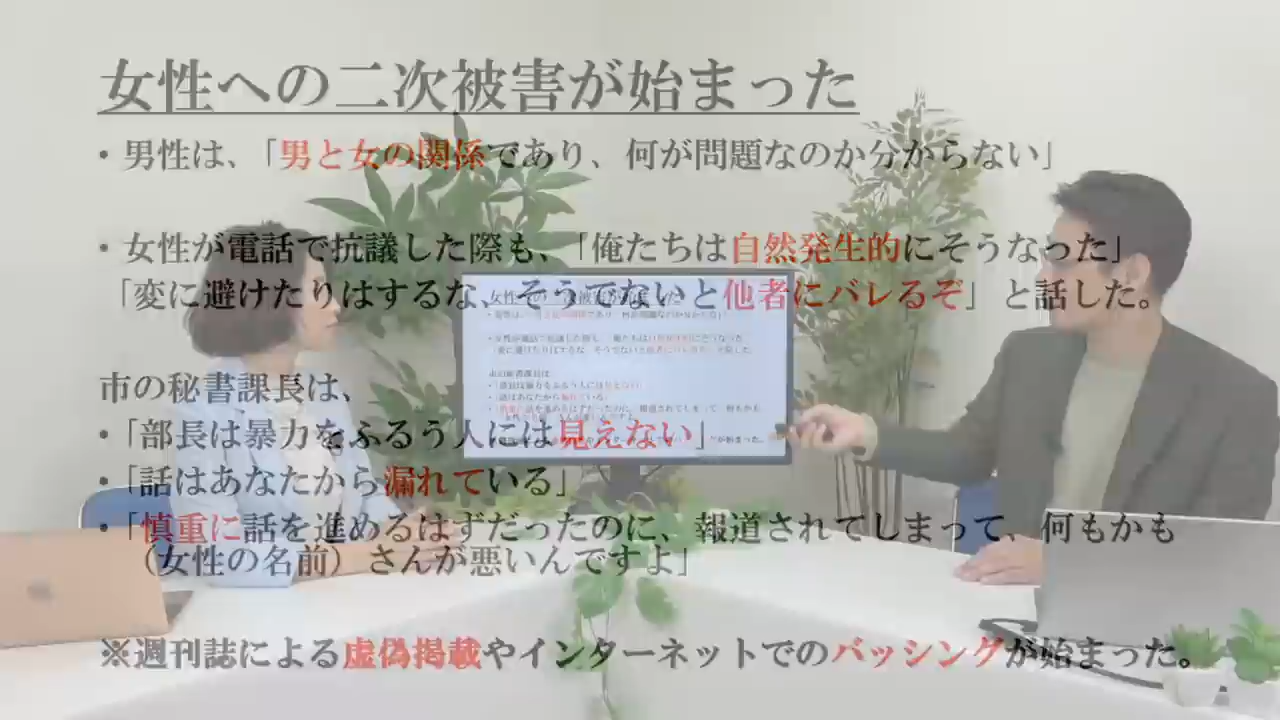 女性への二次被害が始まった
・男性は、「男と女の関係であり、何が問題なのか分からない」
・女性が電話で抗議した際も、「俺たちは自然発生的にそうなった」
「変に避けたりはするな、そうでないと他者にバレるぞ」と話した。
市の秘書課長は、
・「部長は暴力をふるう人には見えない」
・「話はあなたから漏れている」
・「慎重に話を進めるはずだったのに、報道されてしまって、何もかも
(女性の名前)さんが悪いんですよ」
※週刊誌による虚偽掲載やインターネットでのバッシングが始まった。